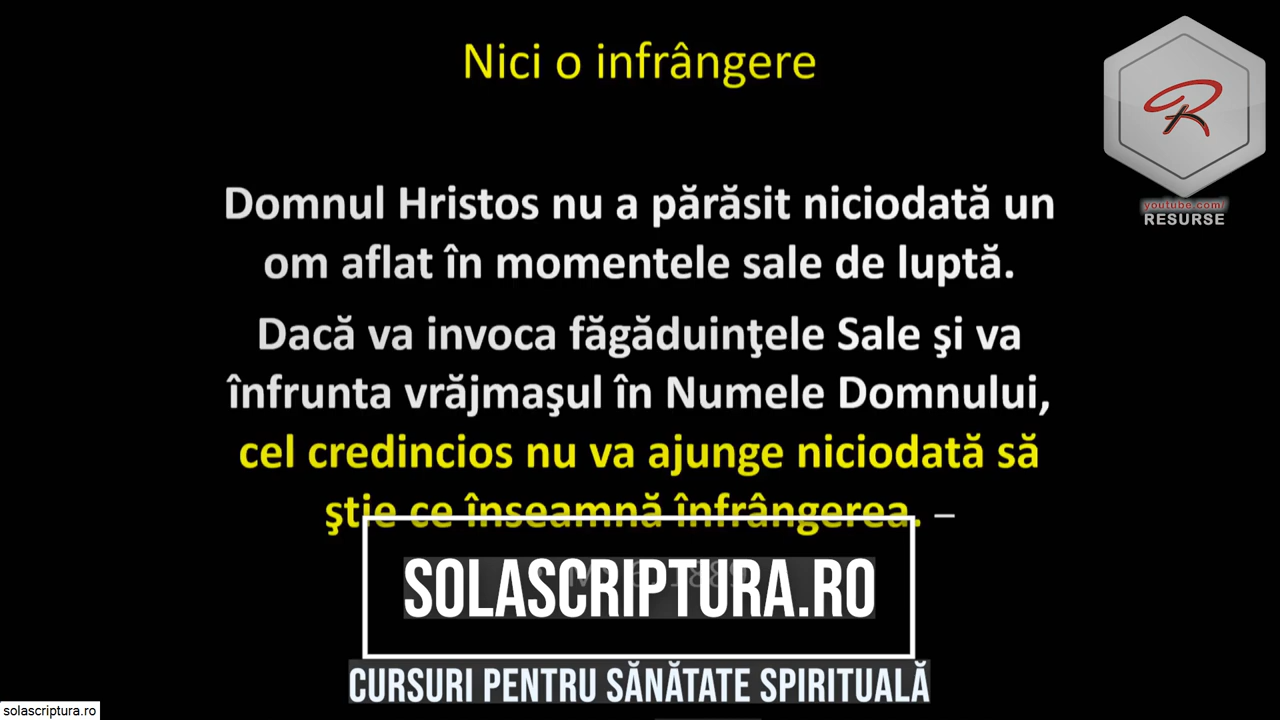 Nici o infrângere
Domnul Hristos nu a părăsit niciodată un
om aflat în momentele sale de luptă.
Dacă va invoca făgăduinţele Sale şi va
înfrunta vrăjmaşul în Numele Domnului,
cel credincios nu va ajunge niciodată să
ştie ce înseamnă înfrângerea. –
SOLASCRIPTURA.RO
CURSURI PENTRU SĂNĂTATE SPIRITUALĂ
solascriptura.ro
R
youtube.com/
RESURSE